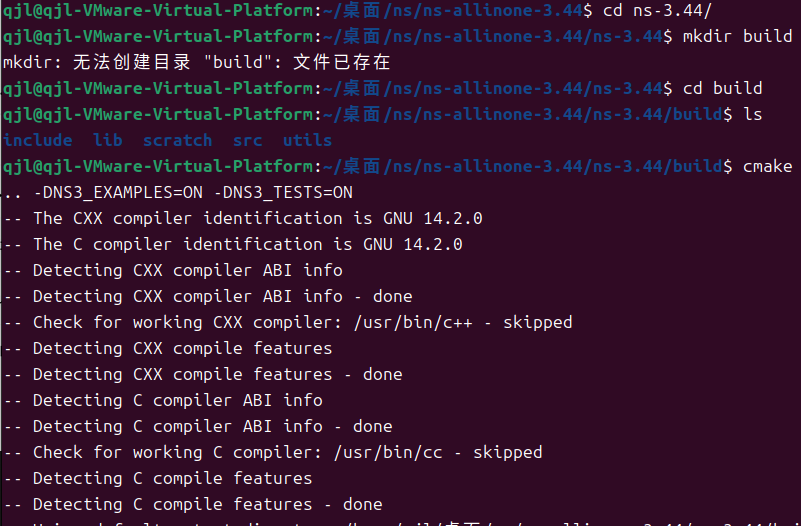 qjl@qjl-VMware-Virtual-Platform:~/桌面/ns/ns-allinone-3.44$ cd ns-3.44/
qjl@qjl-VMware-Virtual-Platform:~/桌面/ns/ns-allinone-3.44/ns-3.44$ mkdir build
mkdir: 无法创建目录 "build": 文件已存在
qjl@qjl-VMware-Virtual-Platform:~/桌面/ns/ns-allinone-3.44/ns-3.44$ cd build
qjl@qjl-VMware-Virtual-Platform:~/桌面/ns/ns-allinone-3.44/ns-3.44/build$ ls
include lib scratch src utils
qjl@qjl-VMware-Virtual-Platform:~/桌面/ns/ns-allinone-3.44/ns-3.44/build$ cmake
.. -DNS3_EXAMPLES=ON -DNS3_TESTS=ON
-- The CXX compiler identification is GNU 14.2.0
-- The C compiler identification is GNU 14.2.0
-- Detecting CXX compiler ABI info
-- Detecting CXX compiler ABI info - done
-- Check for working CXX compiler: /usr/bin/c++ - skipped
-- Detecting CXX compile features
-- Detecting CXX compile features - done
-- Detecting C compiler ABI info
-- Detecting C compiler ABI info - done
-- Check for working C compiler: /usr/bin/cc - skipped
-- Detecting C compile features
-- Detecting C compile features - done